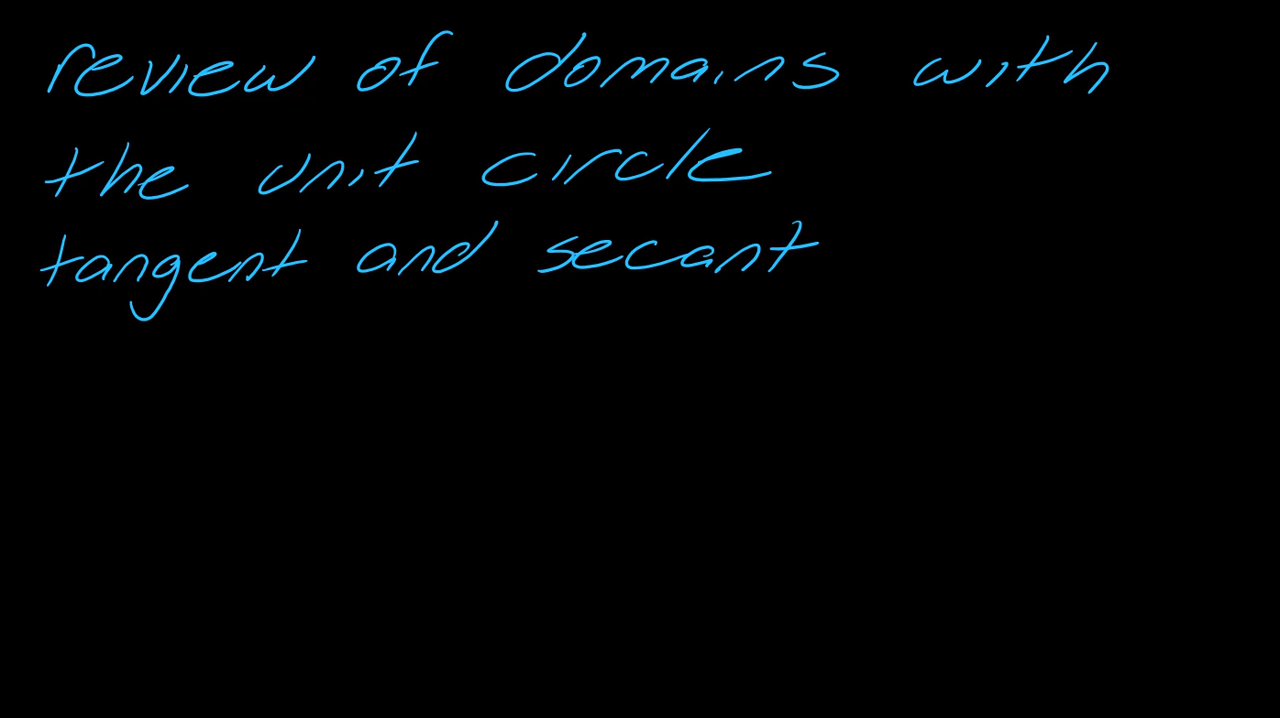 review of domains with
the unit circle
tangent and secant